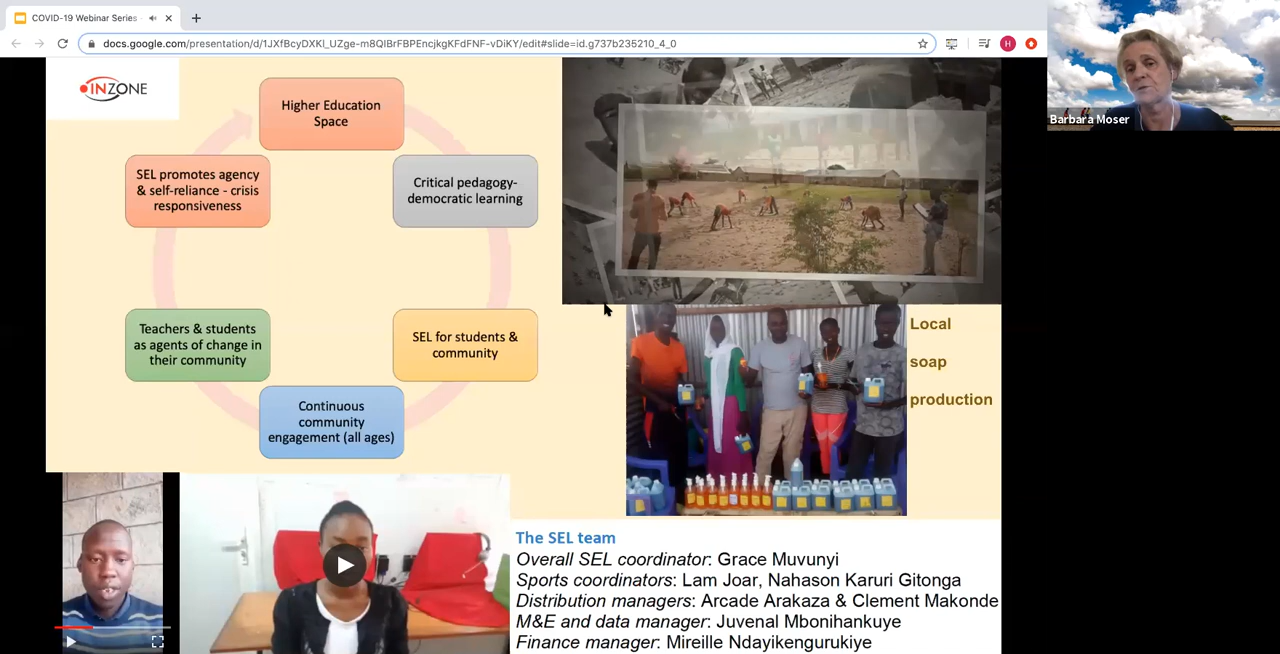 COVID-19 Webinar Series -
docs.google.com/presentation/d/1JXfBcyDXKl_UZge-m8QIBrFBPEncjkgKFdFNF-vDiKY/edit#slide=id.g737b235210_4_0
H
Barbara Moser
INZONE
Higher Education
Space
SEL promotes agency
& self-reliance - crisis
responsiveness
Critical pedagogy-
democratic learning
Teachers & students
as agents of change in
their community
SEL for students &
community
Continuous
community
engagement (all ages)
Local
soap
production
The SEL team
Overall SEL coordinator: Grace Muvunyi
Sports coordinators: Lam Joar, Nahason Karuri Gitonga
Distribution managers: Arcade Arakaza & Clement Makonde
M&E and data manager: Juvenal Mbonihankuye
Finance manager: Mireille Ndayikengurukiye